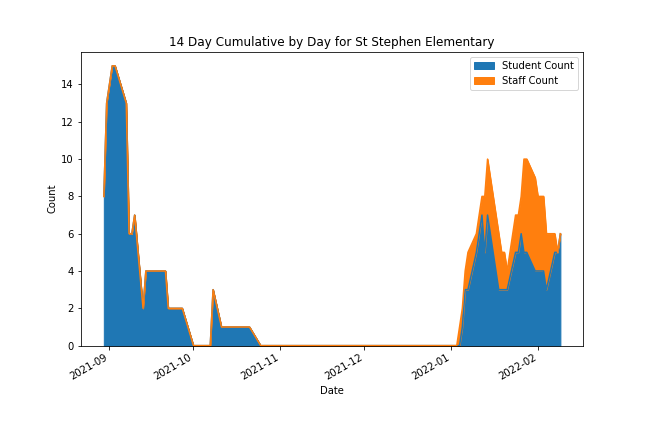 14 Day Cumulative by Day for St Stephen Elementary
Student Count
Staff Count
14
12
10
8
6
4
2
0
Count
2021-09
2021-10
2021-11
2021-12
2022-01
2022-02
Date